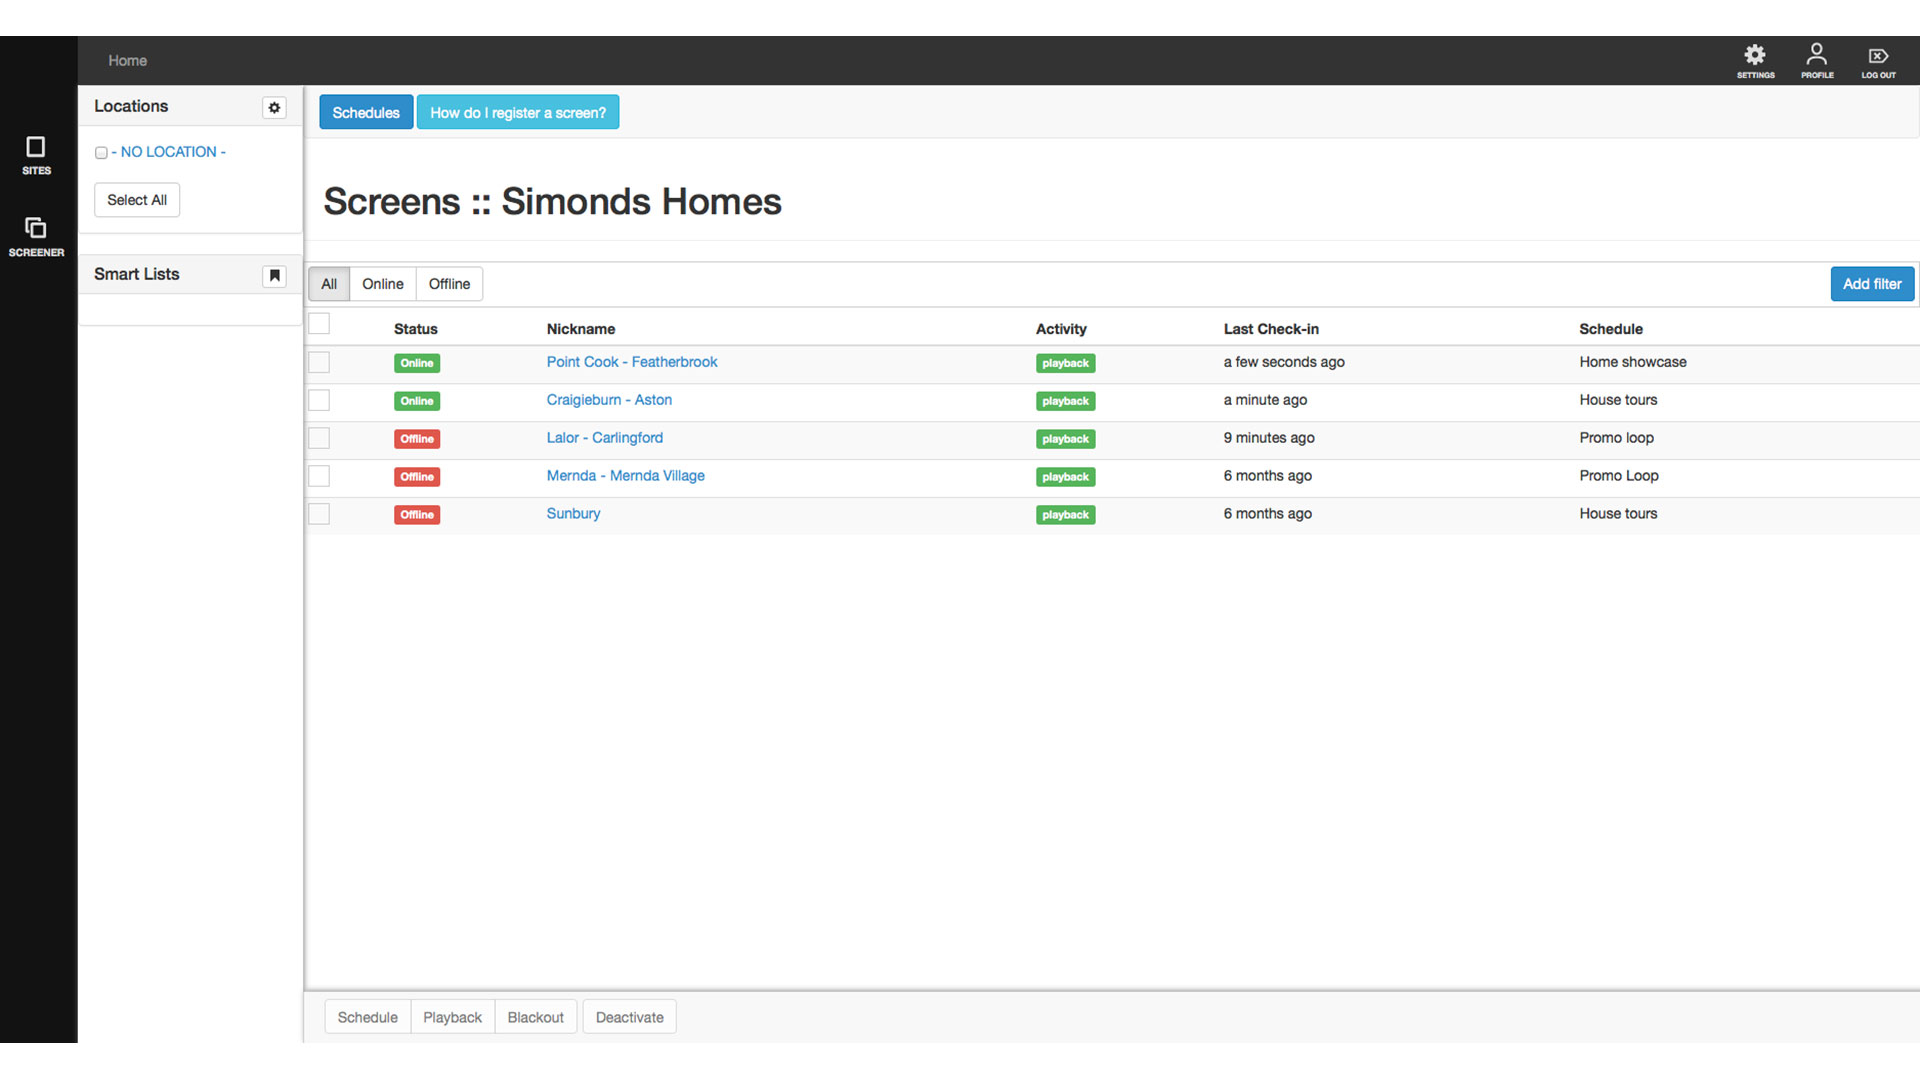 Home
SETTINGS PROFILE LOG OUT
SITES
SCREENER
Locations
- NO LOCATION -
Select All
Smart Lists
Schedules How do I register a screen?
Screens :: Simonds Homes
All Online Offline Add filter
Status Nickname Activity Last Check-in Schedule
Online Point Cook - Featherbrook playback a few seconds ago Home showcase
Online Craigieburn - Aston playback a minute ago House tours
Offline Lalor - Carlingford playback 9 minutes ago Promo loop
Offline Mernda - Mernda Village playback 6 months ago Promo Loop
Offline Sunbury playback 6 months ago House tours
Schedule Playback Blackout Deactivate